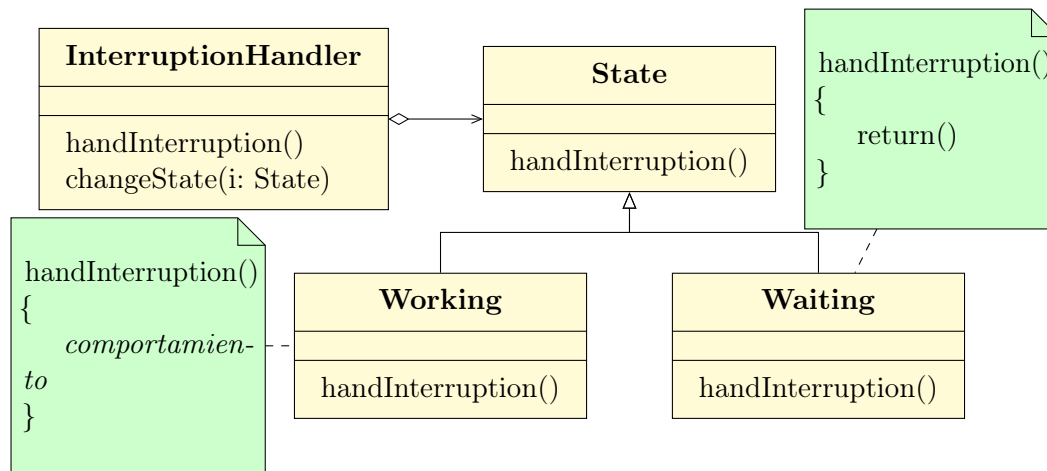 InterruptionHandler
handInterruption()
changeState(i: State)
State
handInterruption()
handInterruption()
{
return()
}
handInterruption()
{
comportamien-
to
}
Working
handInterruption()
Waiting
handInterruption()